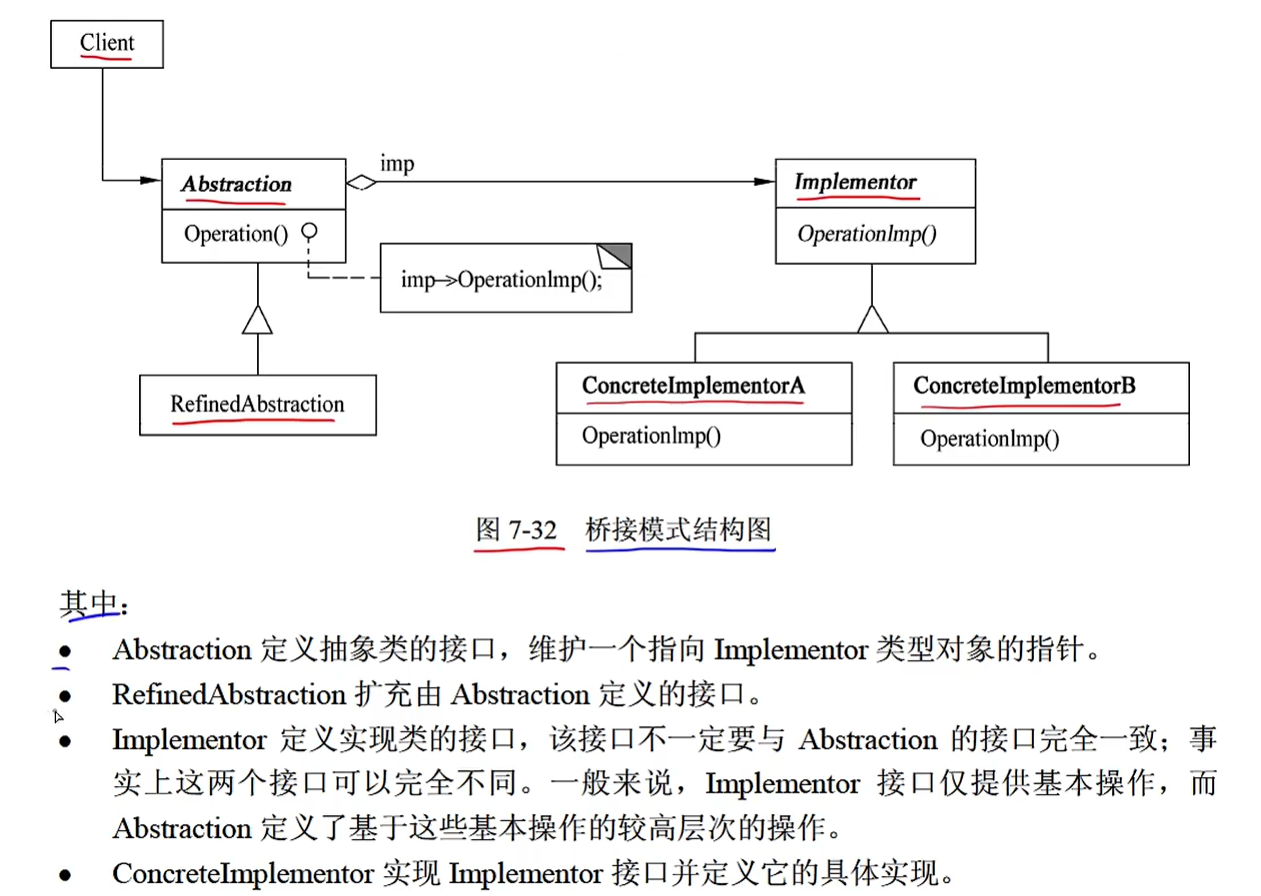 Client
imp
Abstraction
Implementor
Operation()
OperationImp()
imp->OperationImp();
RefinedAbstraction
ConcreteImplementorA
ConcreteImplementorB
OperationImp()
OperationImp()
图 7-32 桥接模式结构图
其中：
● Abstraction 定义抽象类的接口，维护一个指向 Implementor 类型对象的指针。
● RefinedAbstraction 扩充由 Abstraction 定义的接口。
● Implementor 定义实现类的接口，该接口不一定要与 Abstraction 的接口完全一致；事
实上这两个接口可以完全不同。一般来说，Implementor 接口仅提供基本操作，而
Abstraction 定义了基于这些基本操作的较高层次的操作。
● ConcreteImplementor 实现 Implementor 接口并定义它的具体实现。